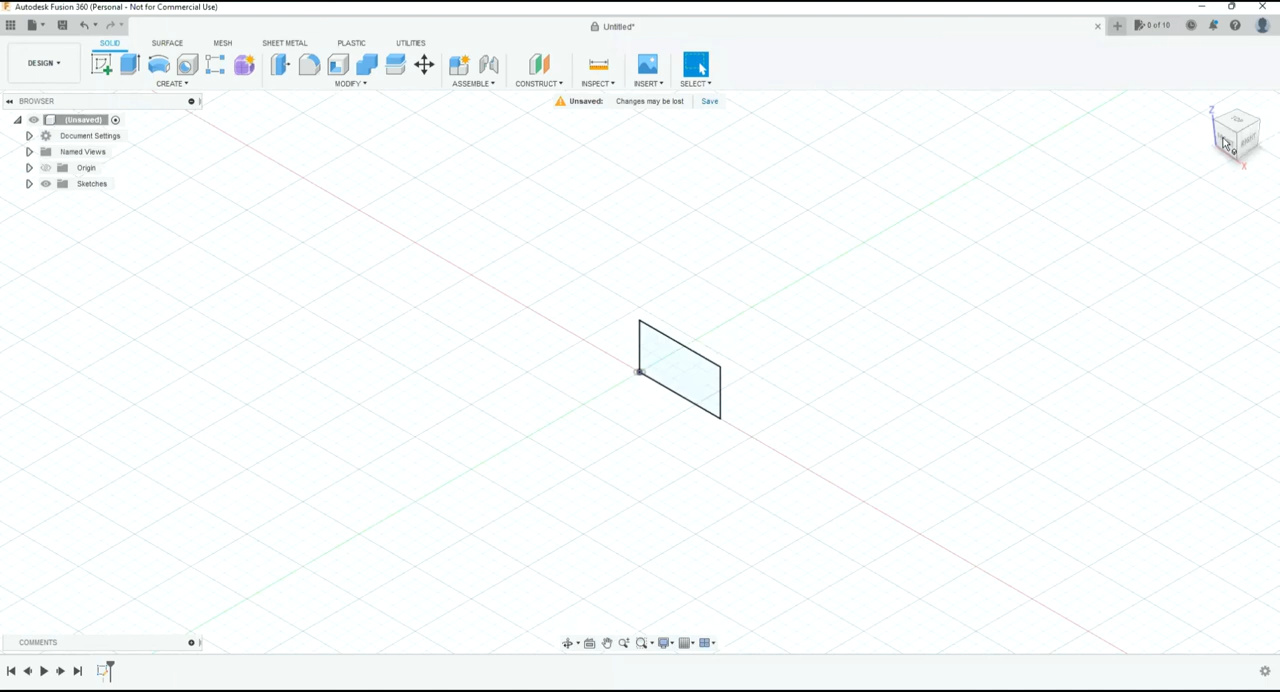 Autodesk Fusion 360 (Personal - Not for Commercial Use)
Untitled*
0 of 10
SOLID SURFACE MESH SHEET METAL PLASTIC UTILITIES
DESIGN
CREATE MODIFY ASSEMBLE CONSTRUCT INSPECT INSERT SELECT
BROWSER
Unsaved: Changes may be lost Save
(Unsaved)
Document Settings
Named Views
Origin
Sketches
Z
TOP
RIGHT
X
COMMENTS